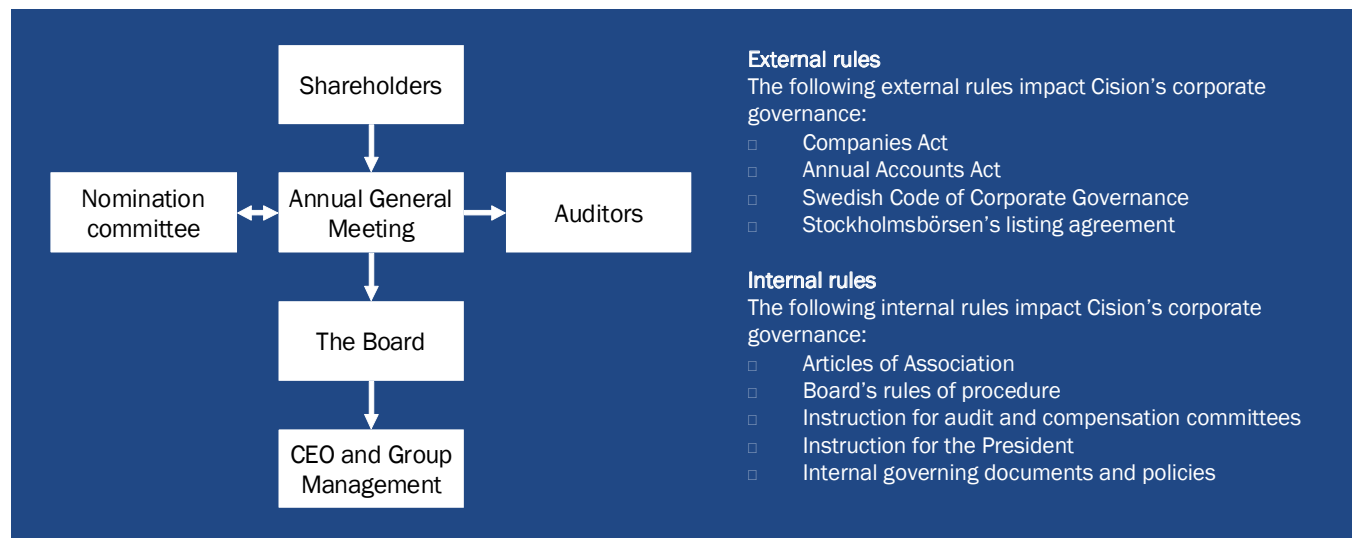 Shareholders
Nomination
committee
Annual General
Meeting
Auditors
The Board
CEO and Group
Management
External rules
The following external rules impact Cision’s corporate
governance:
Companies Act
Annual Accounts Act
Swedish Code of Corporate Governance
Stockholmsbörsen’s listing agreement
Internal rules
The following internal rules impact Cision’s corporate
governance:
Articles of Association
Board’s rules of procedure
Instruction for audit and compensation committees
Instruction for the President
Internal governing documents and policies